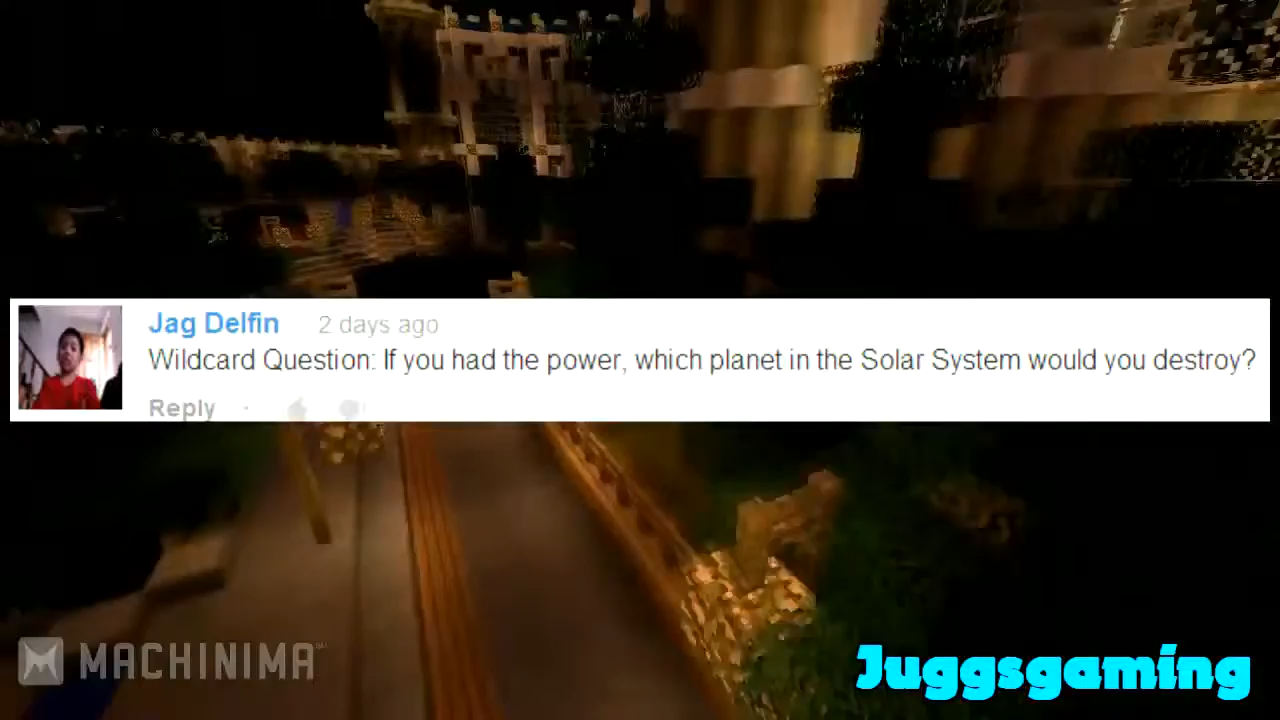 Jag Delfin 2 days ago
Wildcard Question: If you had the power, which planet in the Solar System would you destroy?
Reply ·
MACHINIMA
Juggsgaming